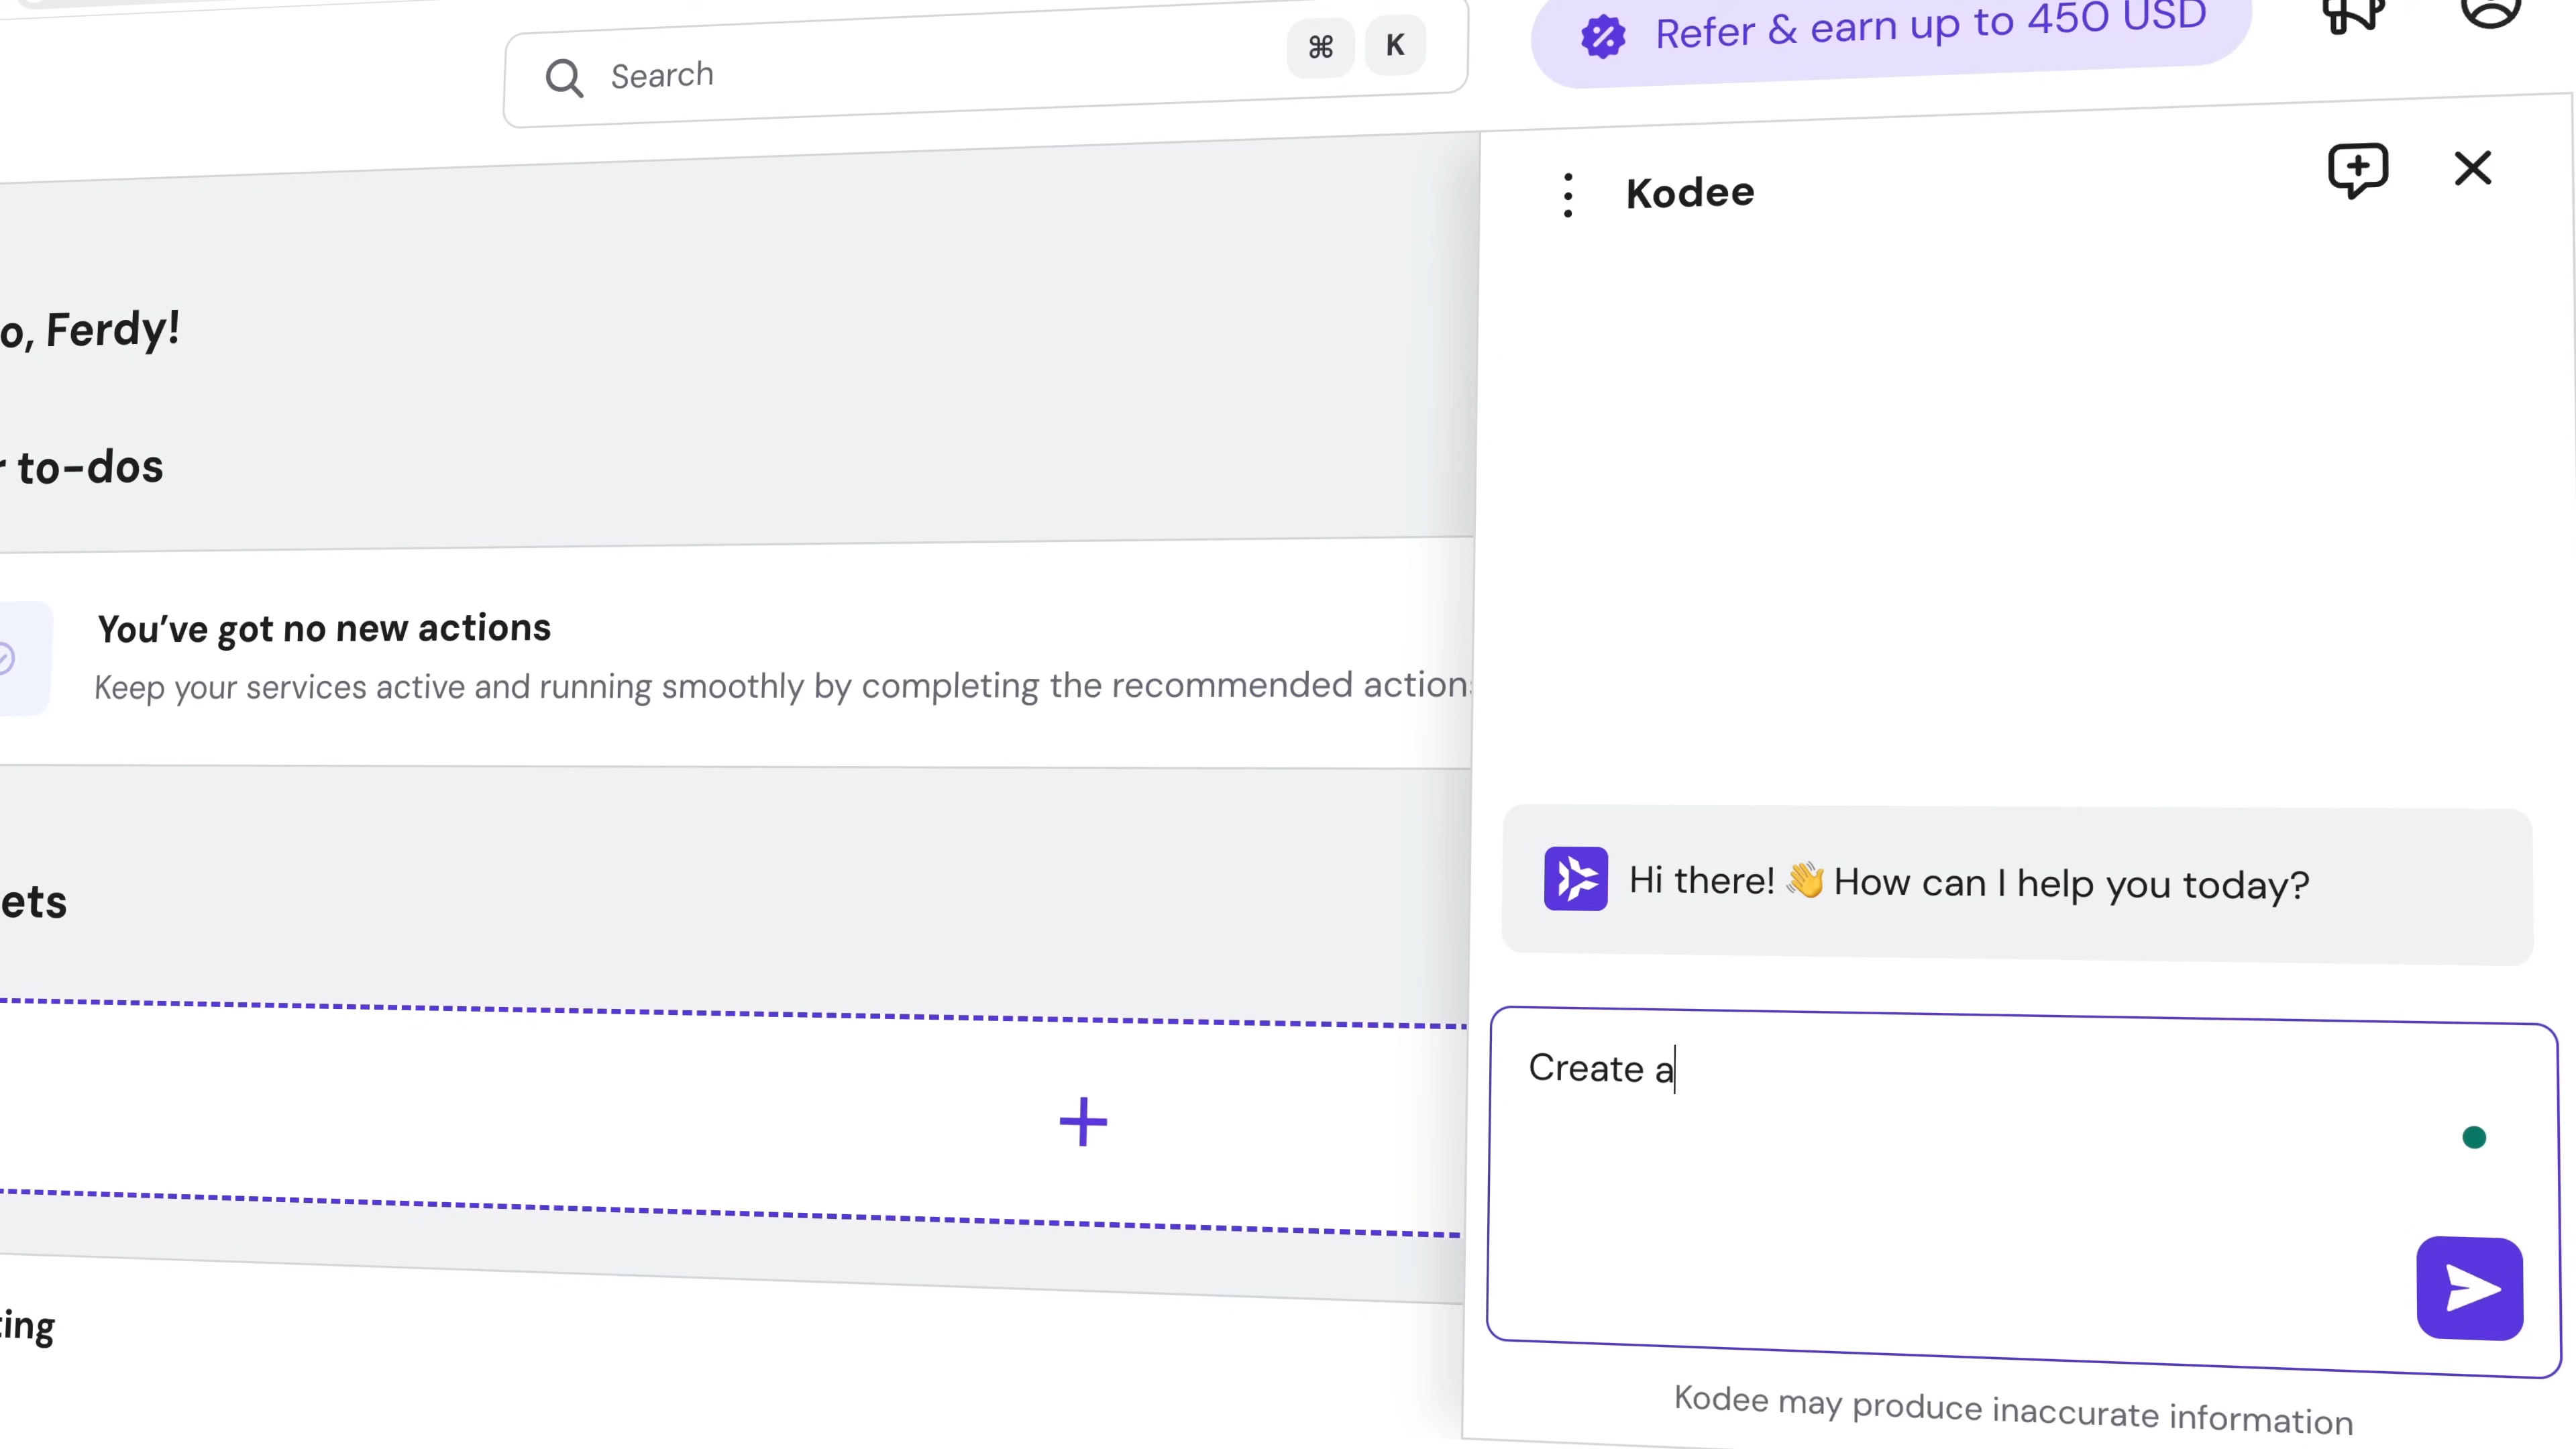 Search
⌘ K
Refer & earn up to 450 USD
o, Ferdy!
r to-dos
You've got no new actions
Keep your services active and running smoothly by completing the recommended action
ets
ting
Kodee
Hi there! 👋 How can I help you today?
Create a
Kodee may produce inaccurate information